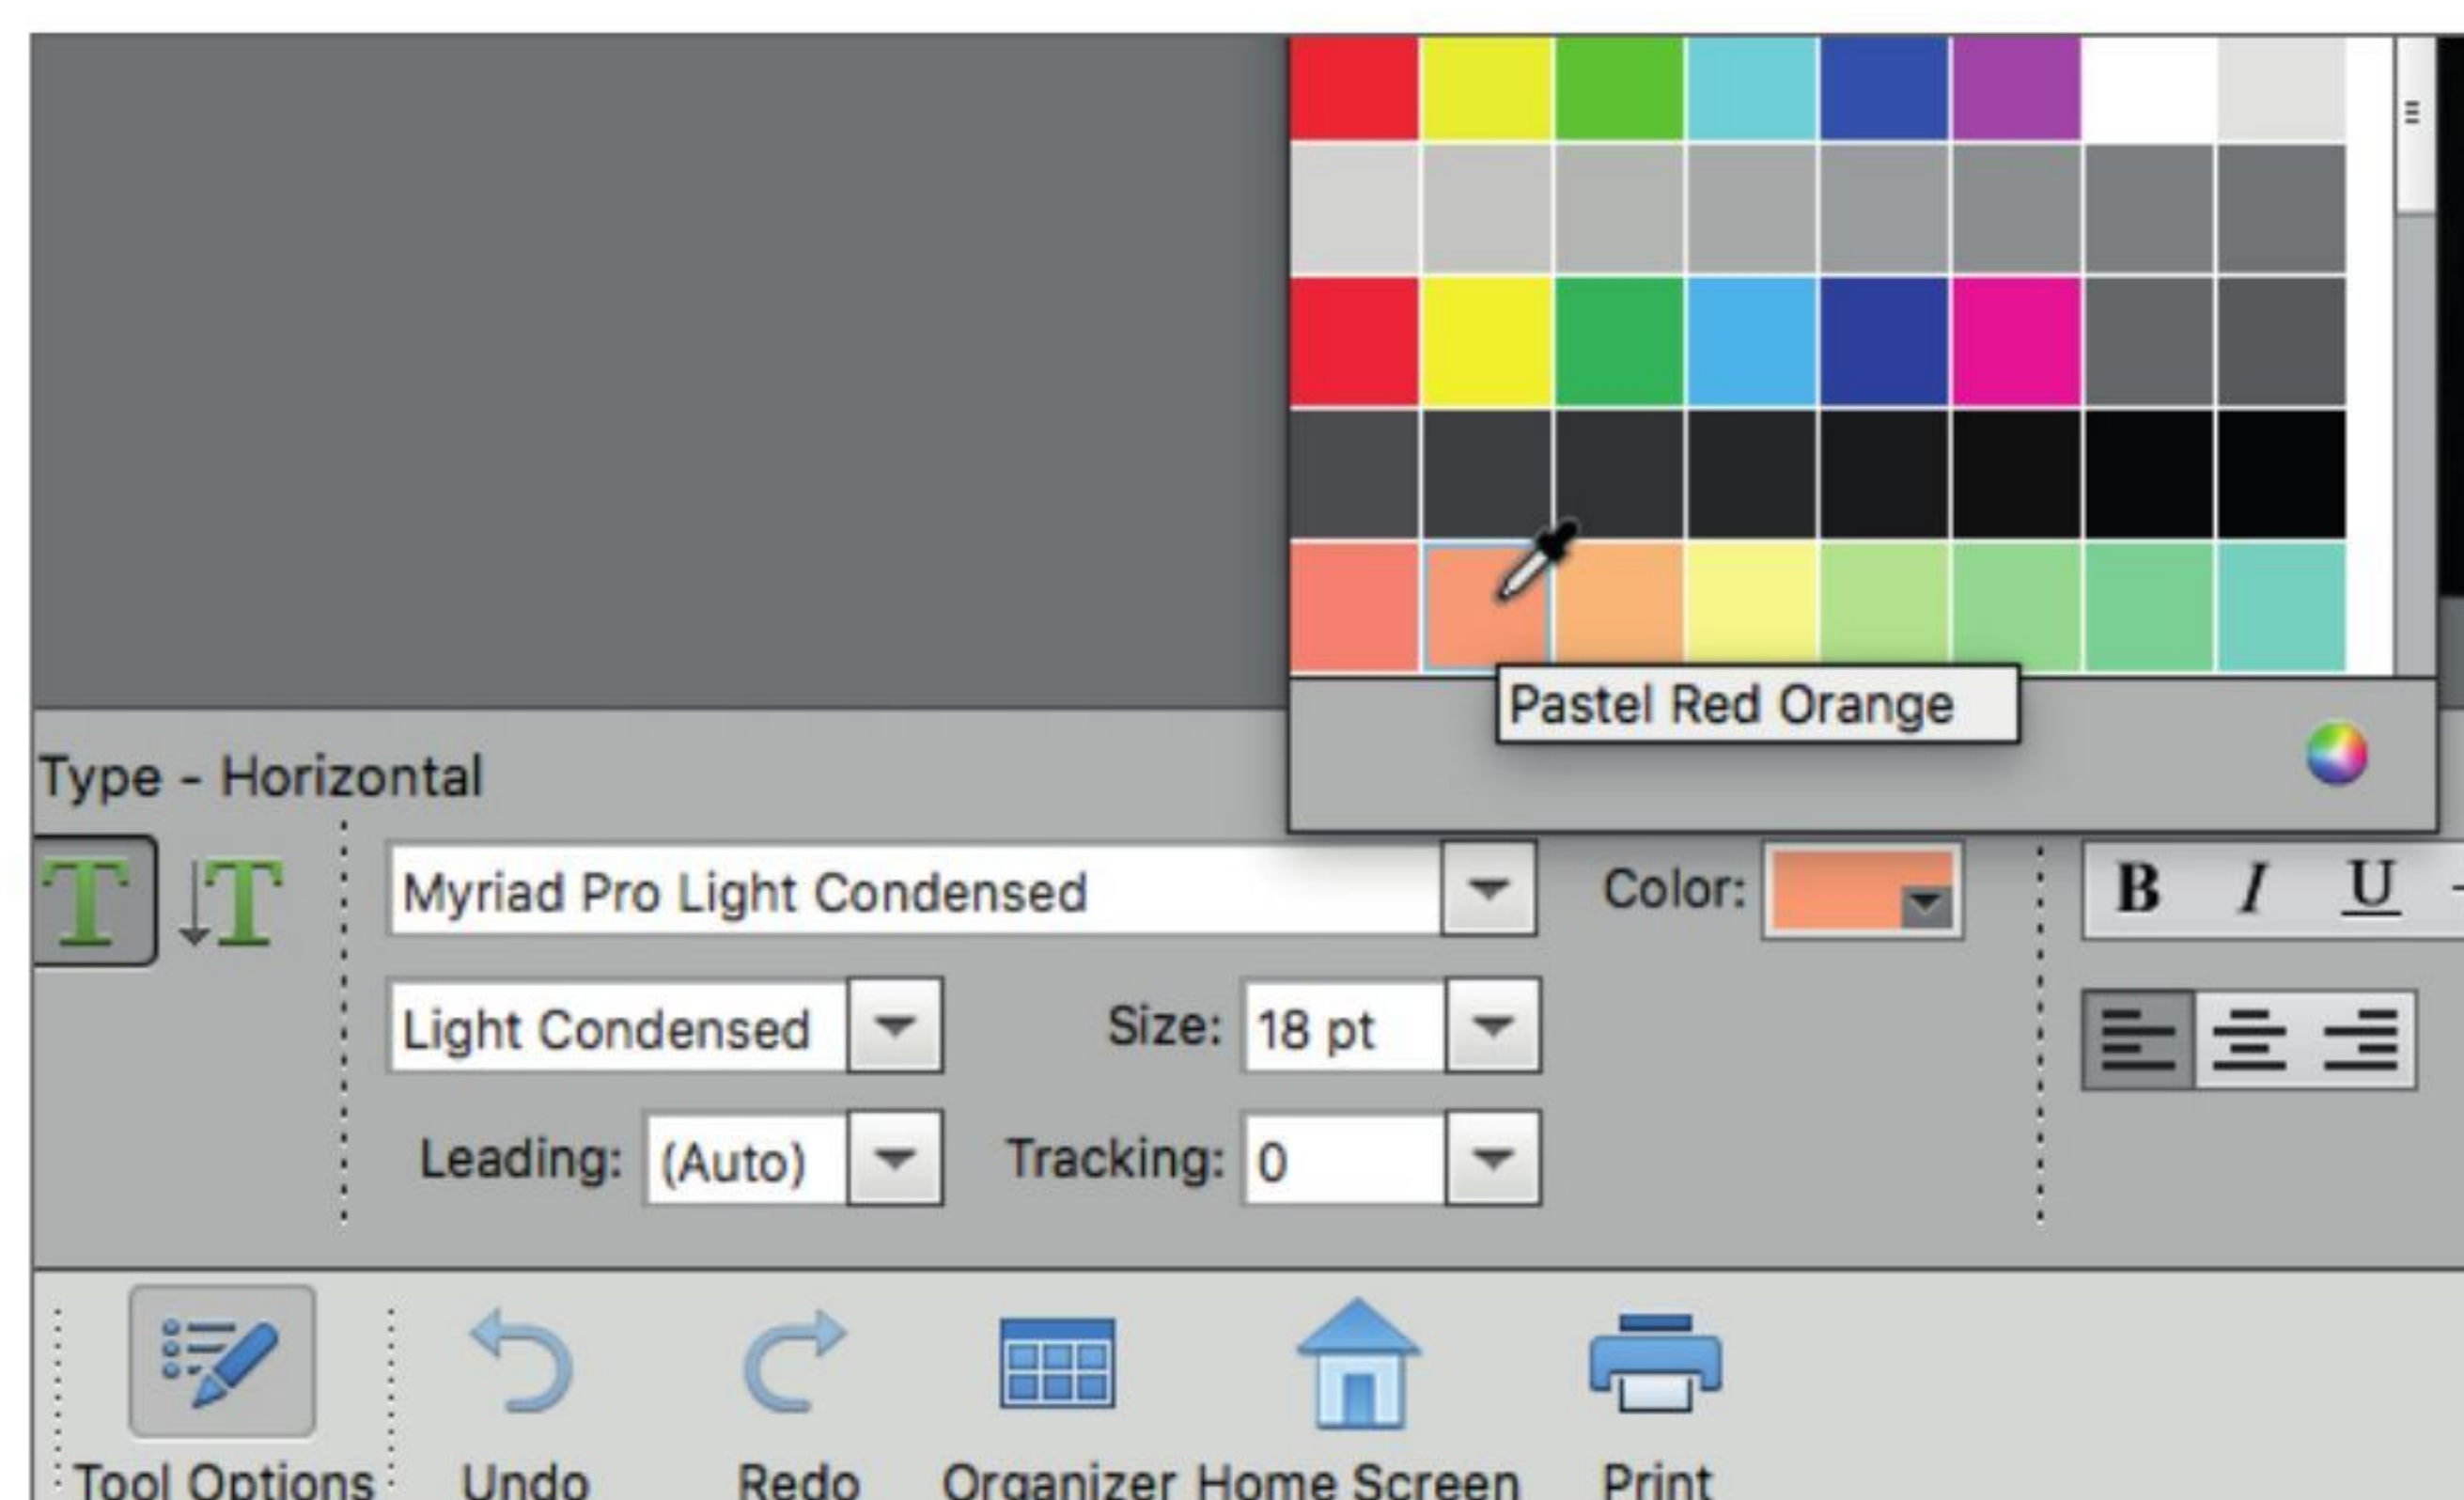 Pastel Red Orange
Type - Horizontal
T T
Myriad Pro Light Condensed Color: B I U
Light Condensed Size: 18 pt
Leading: (Auto) Tracking: 0
Tool Options Undo Redo Organizer Home Screen Print